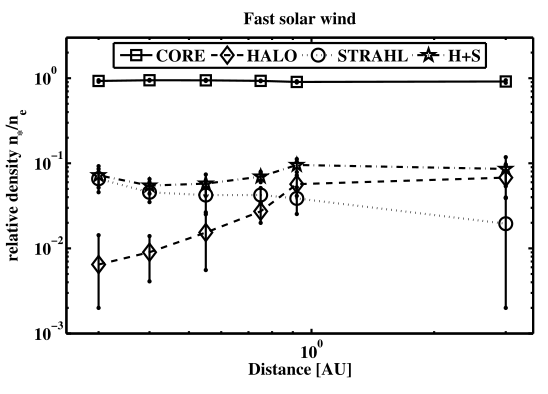 Fast solar wind
CORE HALO STRAHL H+S
relative density n*/ne
10^0
10^-1
10^-2
10^-3
10^0
Distance [AU]